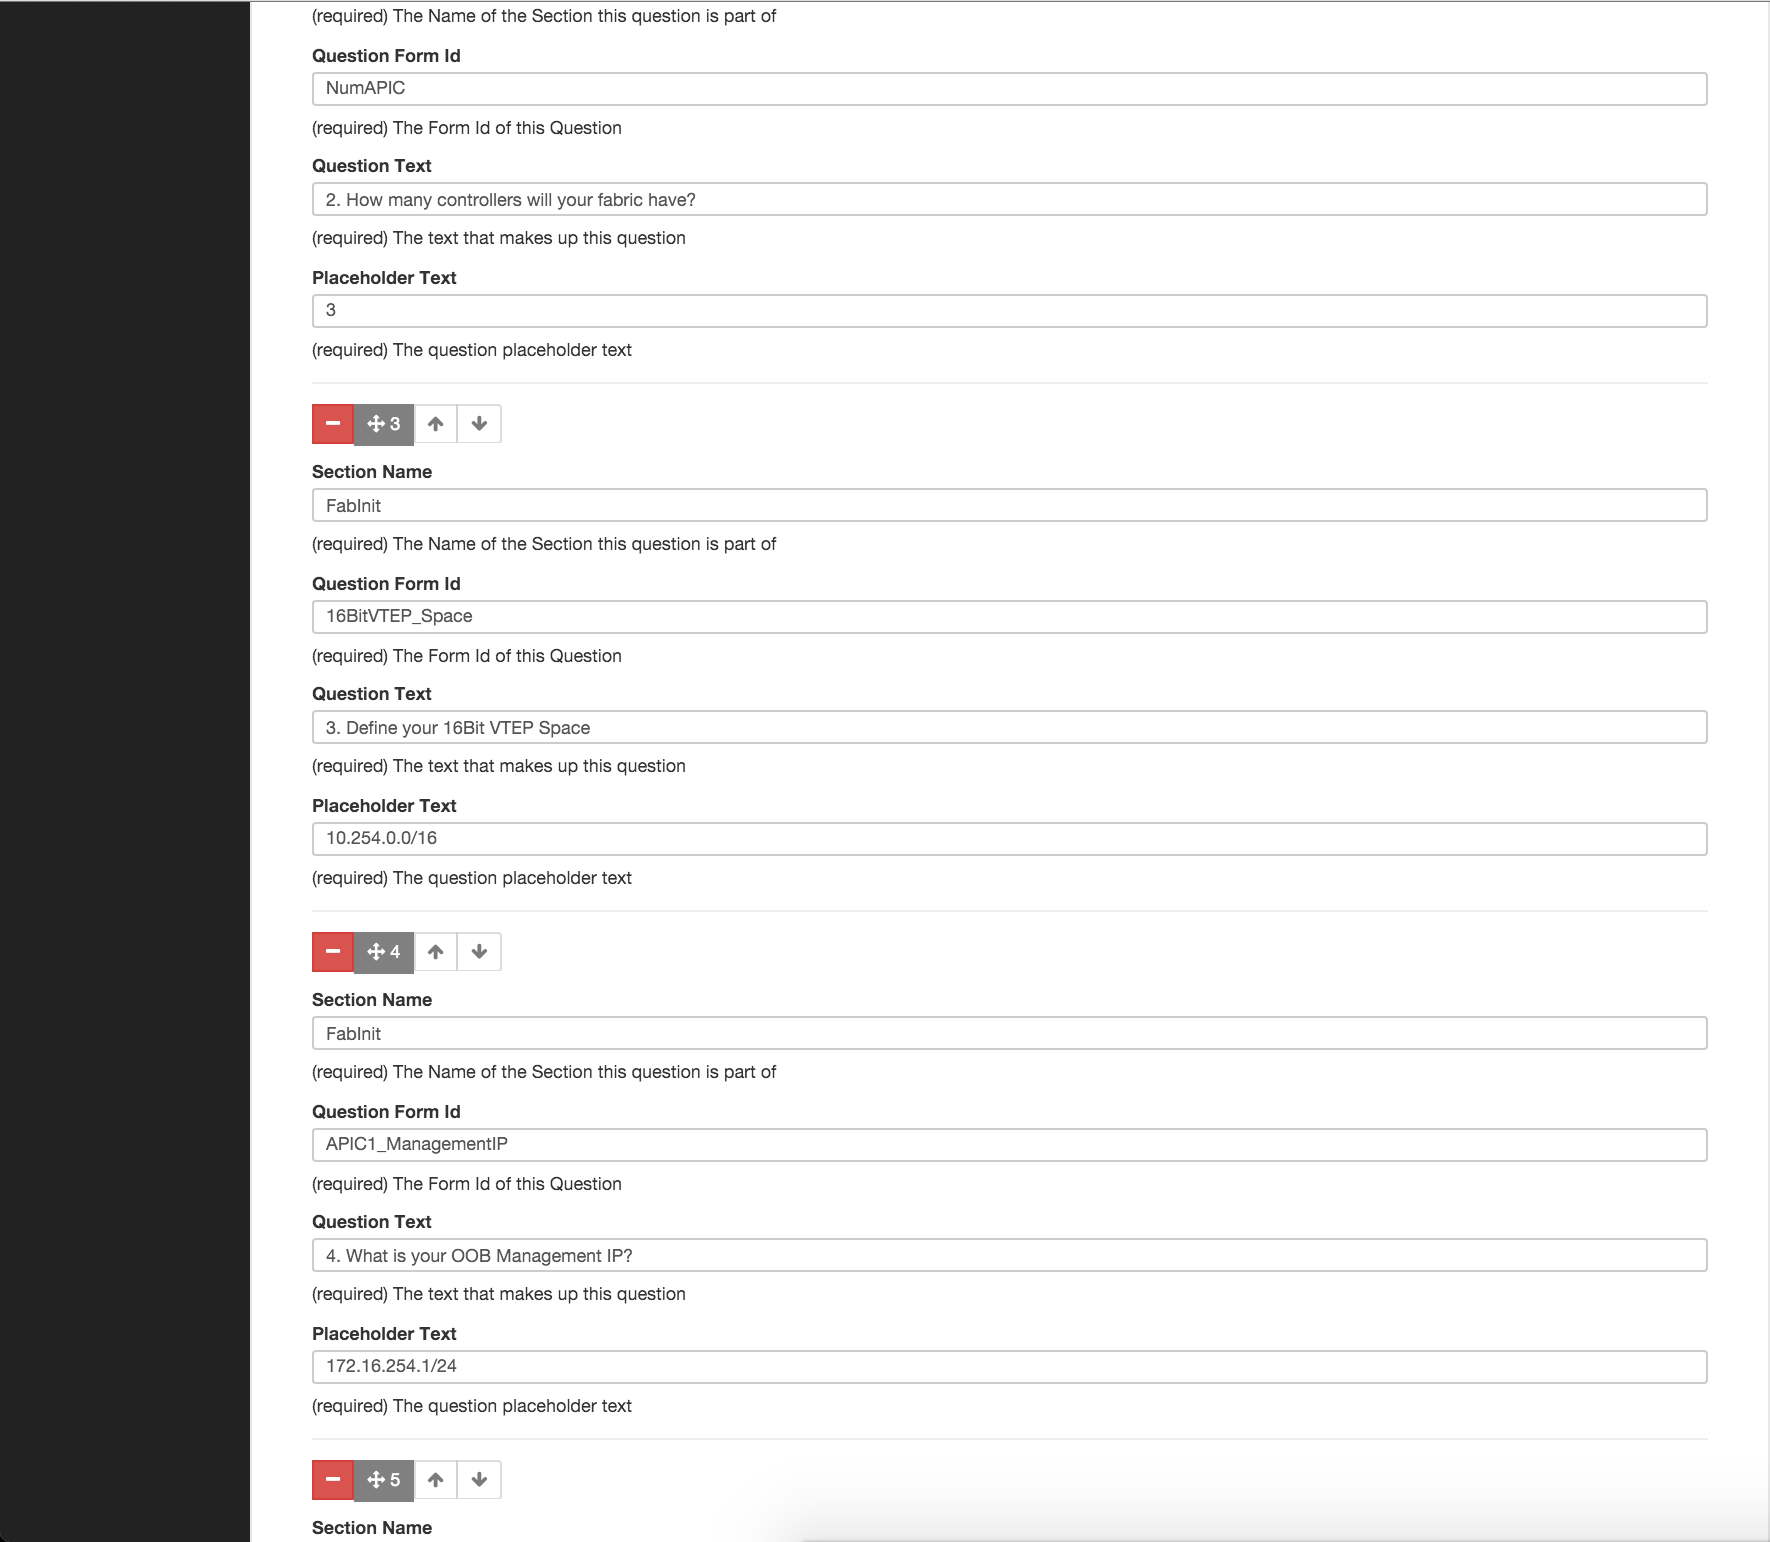 (required) The Name of the Section this question is part of
Question Form Id
NumAPIC
(required) The Form Id of this Question
Question Text
2. How many controllers will your fabric have?
(required) The text that makes up this question
Placeholder Text
3
(required) The question placeholder text
3
Section Name
FabInit
(required) The Name of the Section this question is part of
Question Form Id
16BitVTEP_Space
(required) The Form Id of this Question
Question Text
3. Define your 16Bit VTEP Space
(required) The text that makes up this question
Placeholder Text
10.254.0.0/16
(required) The question placeholder text
4
Section Name
FabInit
(required) The Name of the Section this question is part of
Question Form Id
APIC1_ManagementIP
(required) The Form Id of this Question
Question Text
4. What is your OOB Management IP?
(required) The text that makes up this question
Placeholder Text
172.16.254.1/24
(required) The question placeholder text
5
Section Name